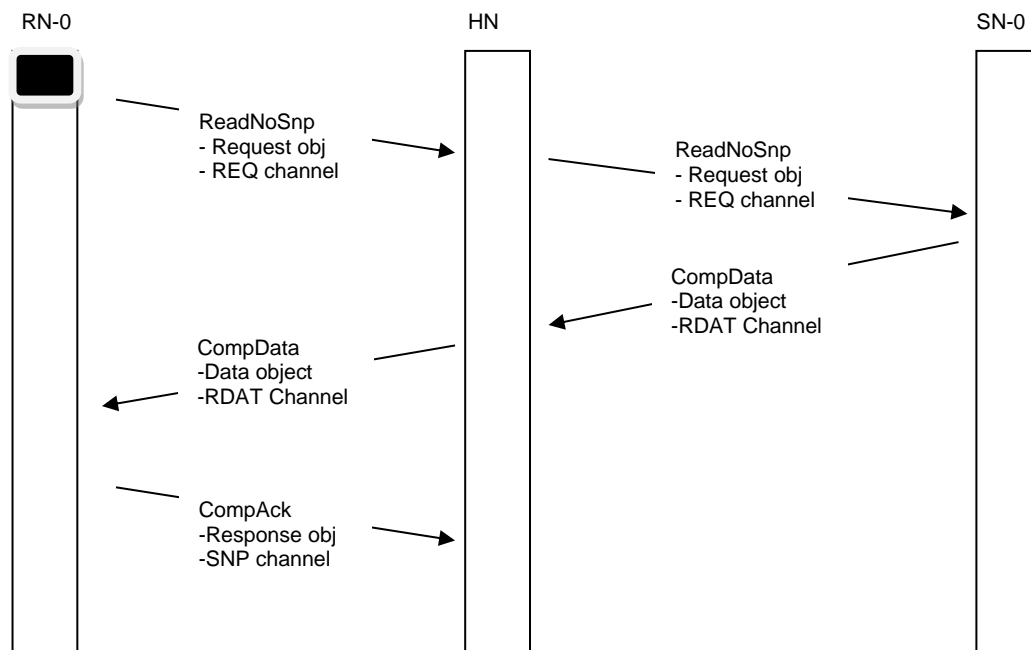 RN-0
HN
SN-0
ReadNoSnp
- Request obj
- REQ channel
ReadNoSnp
- Request obj
- REQ channel
CompData
-Data object
-RDAT Channel
CompData
-Data object
-RDAT Channel
CompAck
-Response obj
-SNP channel